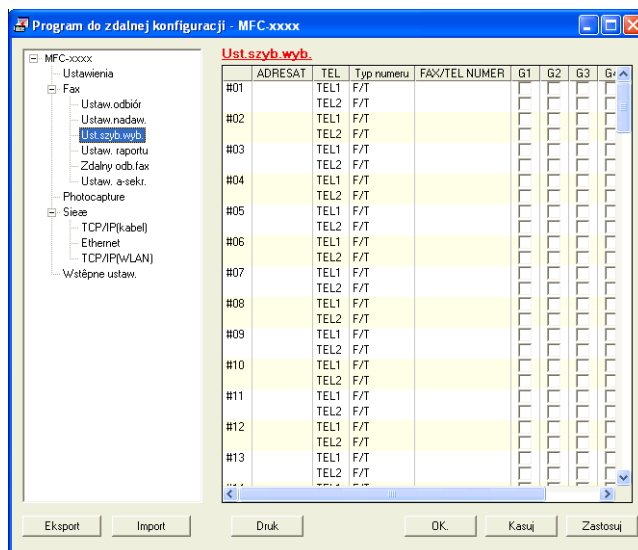 Program do zdalnej konfiguracji - MFC-xxxx
MFC-xxxx
Ustawienia
Fax
Ustaw.odbiór
Ustaw.nadaw.
Ust.szyb.wyb.
Ustaw. raportu
Zdalny odb.fax
Ustaw. a-sekr.
Photocapture
Sieæ
TCP/IP(kabel)
Ethernet
TCP/IP(WLAN)
Wstêpne ustaw.
Ust.szyb.wyb.
ADRESAT TEL Typ numeru FAX/TEL NUMER G1 G2 G3 G4
#01 TEL1 F/T
TEL2 F/T
#02 TEL1 F/T
TEL2 F/T
#03 TEL1 F/T
TEL2 F/T
#04 TEL1 F/T
TEL2 F/T
#05 TEL1 F/T
TEL2 F/T
#06 TEL1 F/T
TEL2 F/T
#07 TEL1 F/T
TEL2 F/T
#08 TEL1 F/T
TEL2 F/T
#09 TEL1 F/T
TEL2 F/T
#10 TEL1 F/T
TEL2 F/T
#11 TEL1 F/T
TEL2 F/T
#12 TEL1 F/T
TEL2 F/T
#13 TEL1 F/T
TEL2 F/T
Eksport Import Druk OK. Kasuj Zastosuj